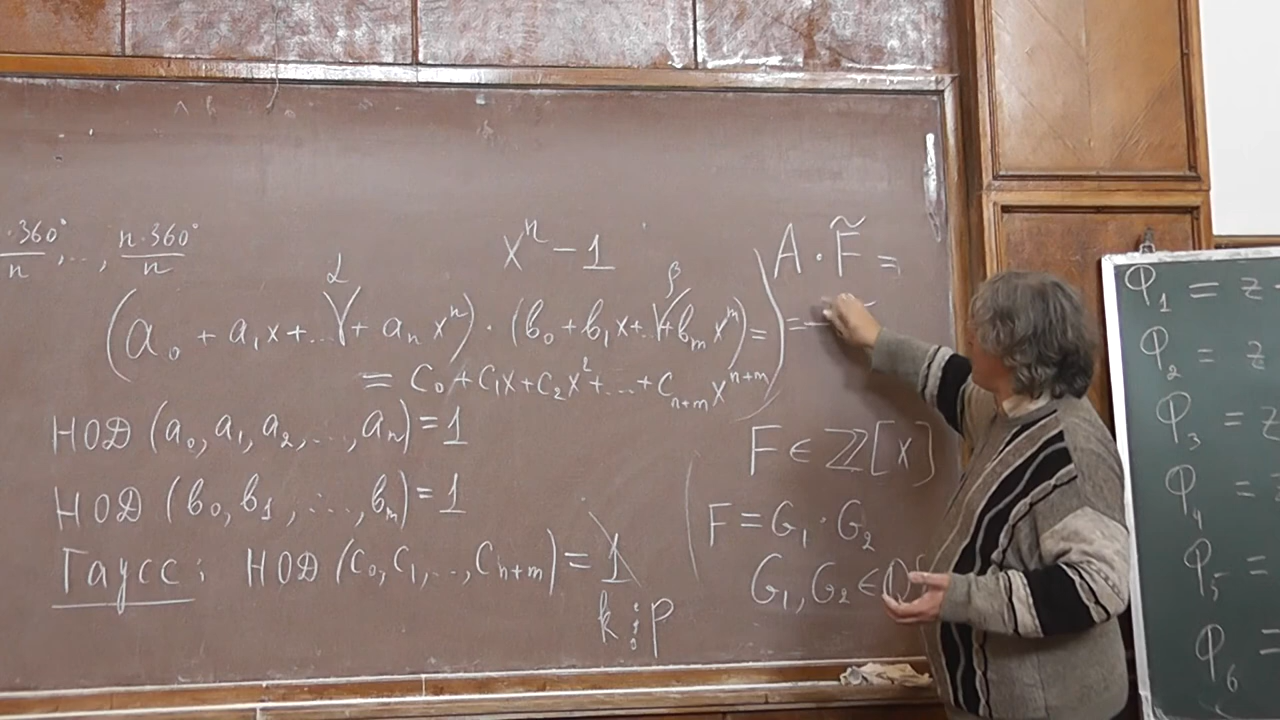 ·360°/n, .., n·360°/n
xⁿ − 1
α β
(a₀ + a₁x + ... + aₙxⁿ) · (b₀ + b₁x + .. + bₘxᵐ) =
= c₀ + c₁x + c₂x² + ... + cₙ₊ₘxⁿ⁺ᵐ
НОД (a₀, a₁, a₂, ..., aₙ) = 1
НОД (b₀, b₁, ..., bₘ) = 1
Гаусс: НОД (c₀, c₁, .., cₙ₊ₘ) = 1
k ⋮ p
A · F̃ =
=
F ∈ ℤ[x]
F = G₁ · G₂
G₁, G₂ ∈ ℚ
Φ₁ = z
Φ₂ = z
Φ₃ = z
Φ₄ =
Φ₅ =
Φ₆ =